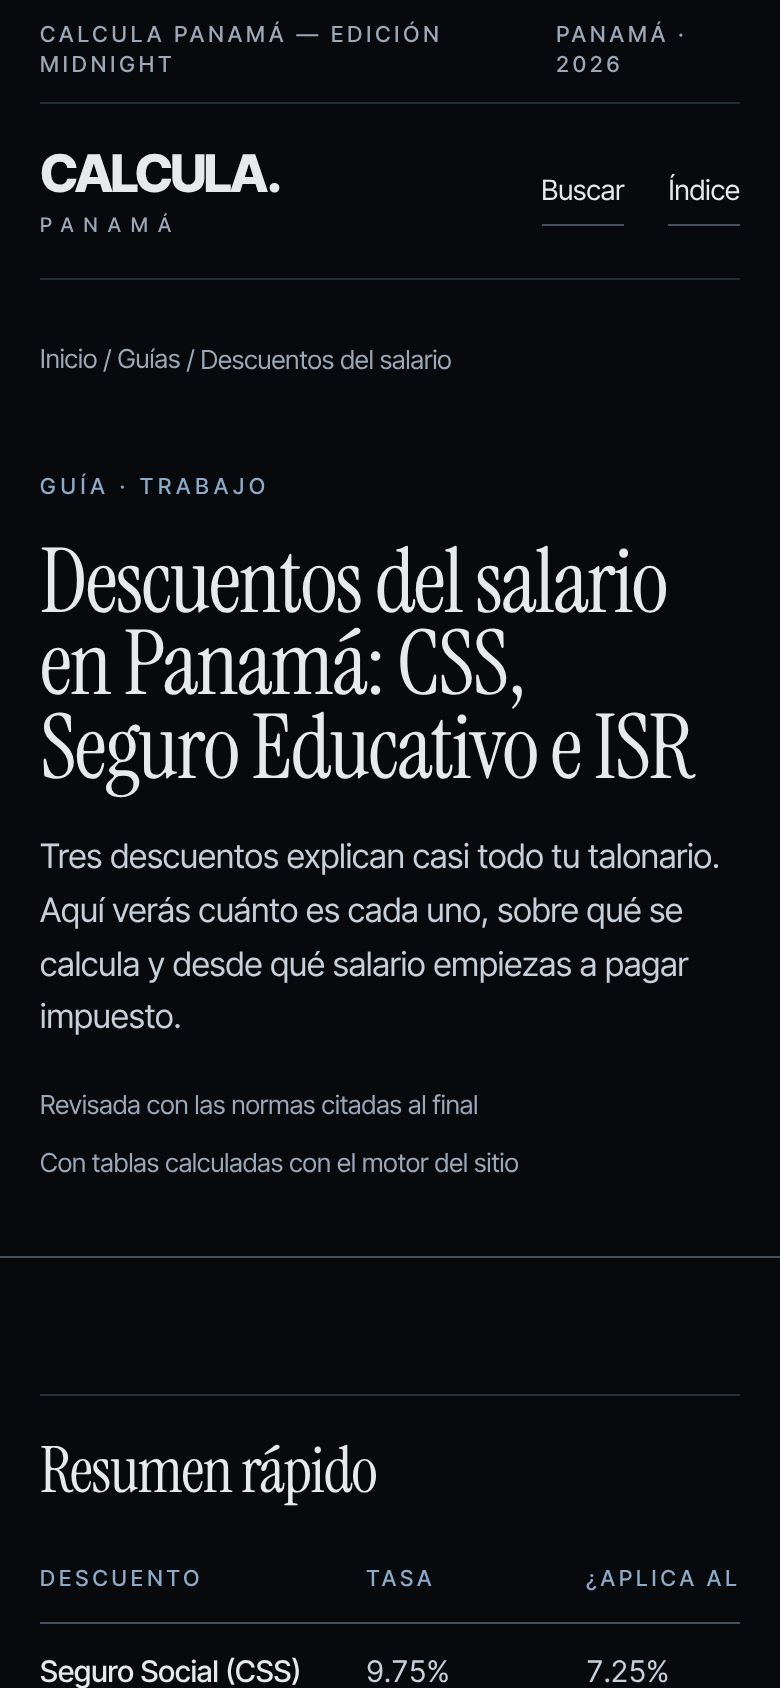 CALCULA PANAMÁ — EDICIÓN MIDNIGHT
PANAMÁ · 2026
CALCULA.
PANAMÁ
Buscar
Índice
Inicio / Guías / Descuentos del salario
GUÍA · TRABAJO
Descuentos del salario
en Panamá: CSS,
Seguro Educativo e ISR
Tres descuentos explican casi todo tu talonario.
Aquí verás cuánto es cada uno, sobre qué se
calcula y desde qué salario empiezas a pagar
impuesto.
Revisada con las normas citadas al final
Con tablas calculadas con el motor del sitio
Resumen rápido
DESCUENTO TASA ¿APLICA AL
Seguro Social (CSS) 9.75% 7.25%